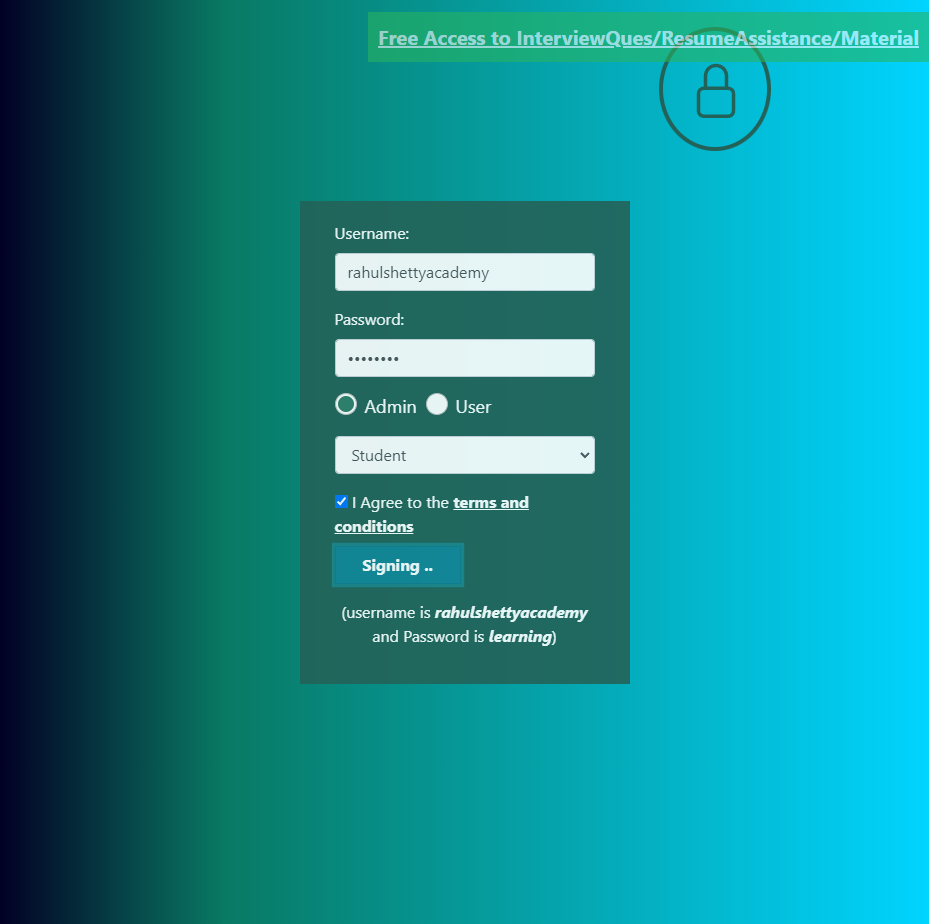 Free Access to InterviewQues/ResumeAssistance/Material
Username:
rahulshettyacademy
Password:
••••••••
Admin User
Student
I Agree to the terms and
conditions
Signing ..
(username is rahulshettyacademy
and Password is learning)